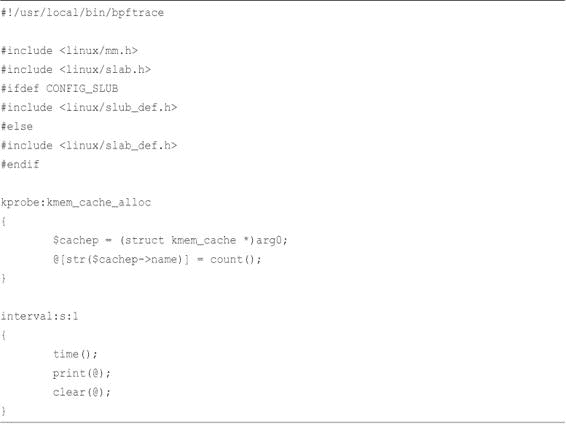 #!/usr/local/bin/bpftrace
#include <linux/mm.h>
#include <linux/slab.h>
#ifdef CONFIG_SLUB
#include <linux/slub_def.h>
#else
#include <linux/slab_def.h>
#endif
kprobe:kmem_cache_alloc
{
        $cachep = (struct kmem_cache *)arg0;
        @[str($cachep->name)] = count();
}
interval:s:1
{
        time();
        print(@);
        clear(@);
}